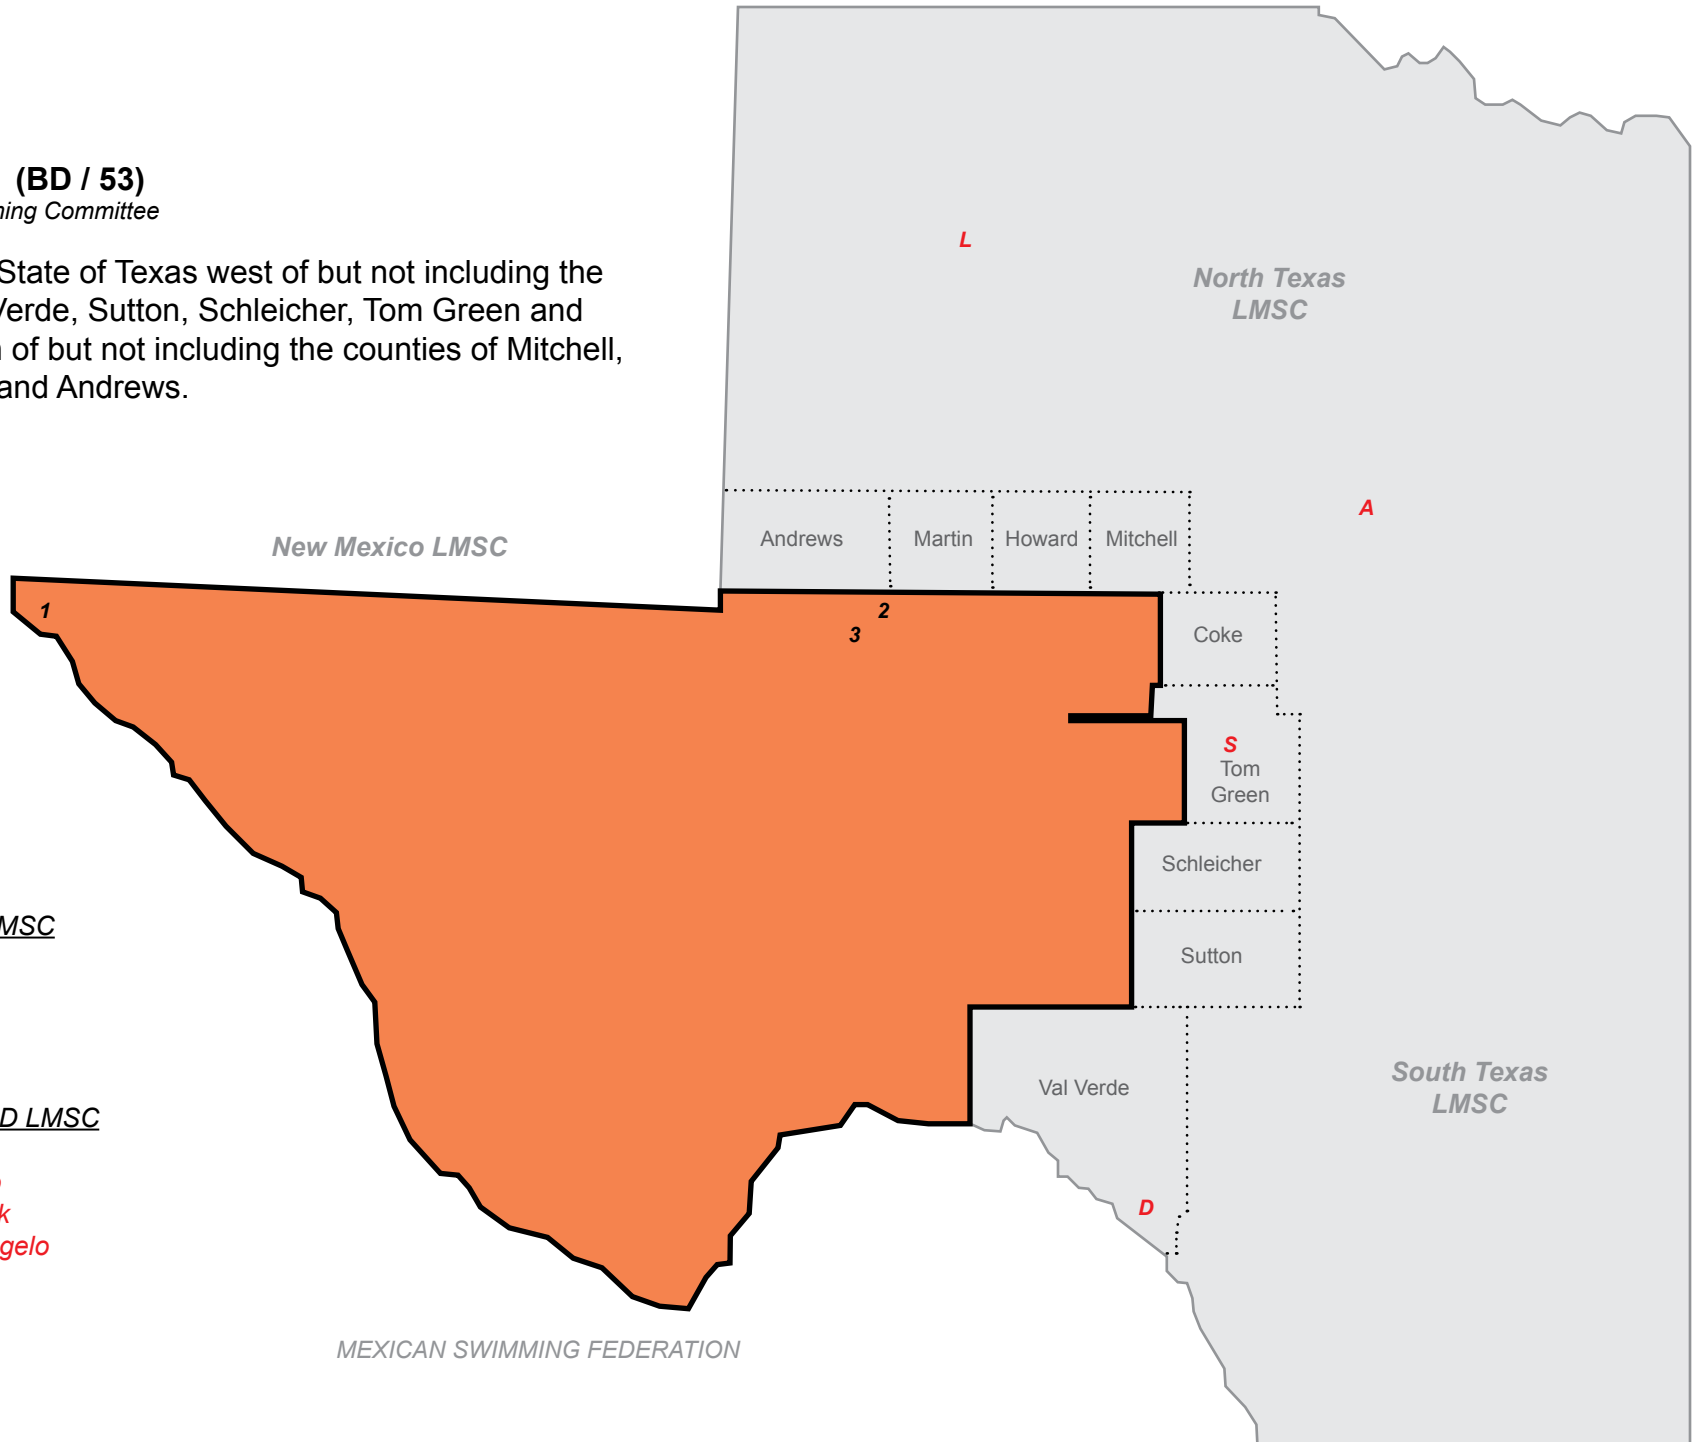 (BD / 53)
ning Committee
State of Texas west of but not including the
Verde, Sutton, Schleicher, Tom Green and
of but not including the counties of Mitchell,
and Andrews.
L
North Texas
LMSC
A
New Mexico LMSC
Andrews
Martin
Howard
Mitchell
1
2
3
Coke
S
Tom
Green
Schleicher
Sutton
MSC
Val Verde
South Texas
LMSC
D LMSC
D
k
gelo
MEXICAN SWIMMING FEDERATION